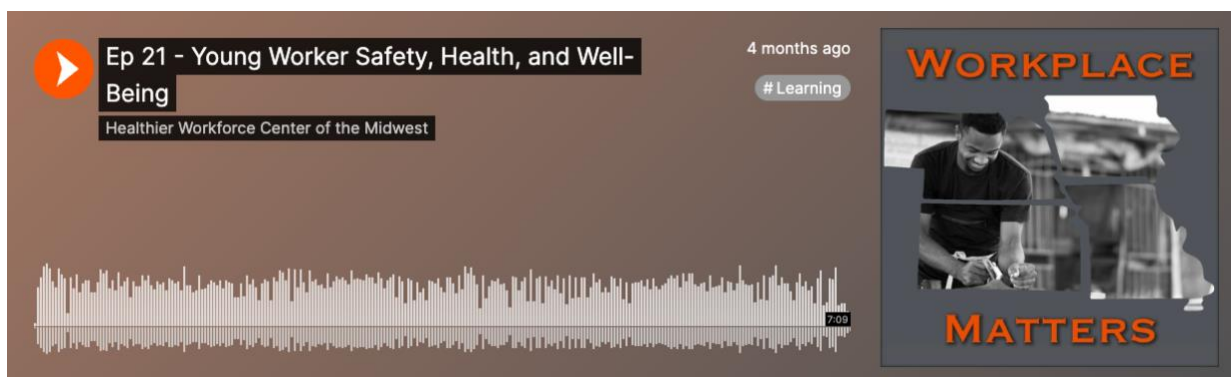 Ep 21 - Young Worker Safety, Health, and Well-
Being
Healthier Workforce Center of the Midwest
4 months ago
# Learning
7:09
WORKPLACE
MATTERS